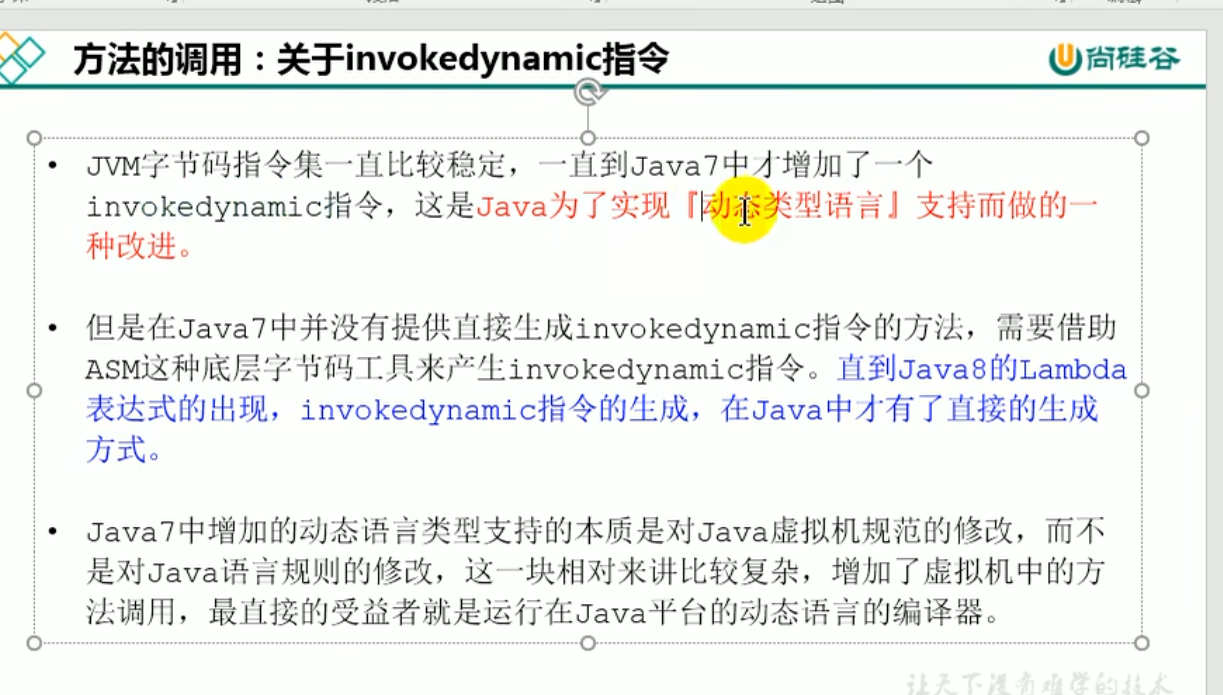 方法的调用：关于invokedynamic指令
尚硅谷
• JVM字节码指令集一直比较稳定，一直到Java7中才增加了一个
invokedynamic指令，这是Java为了实现『动态类型语言』支持而做的一
种改进。
• 但是在Java7中并没有提供直接生成invokedynamic指令的方法，需要借助
ASM这种底层字节码工具来产生invokedynamic指令。直到Java8的Lambda
表达式的出现，invokedynamic指令的生成，在Java中才有了直接的生成
方式。
• Java7中增加的动态语言类型支持的本质是对Java虚拟机规范的修改，而不
是对Java语言规则的修改，这一块相对来讲比较复杂，增加了虚拟机中的方
法调用，最直接的受益者就是运行在Java平台的动态语言的编译器。
让天下没有难学的技术